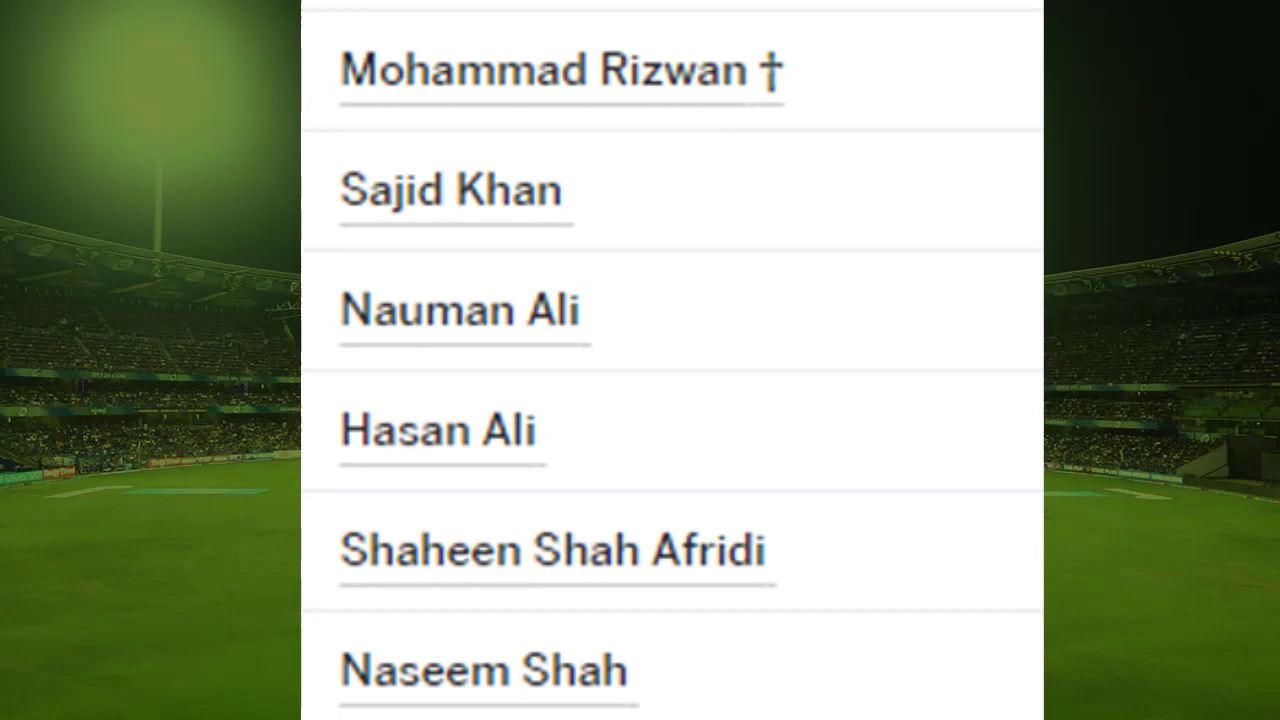 Mohammad Rizwan †
Sajid Khan
Nauman Ali
Hasan Ali
Shaheen Shah Afridi
Naseem Shah